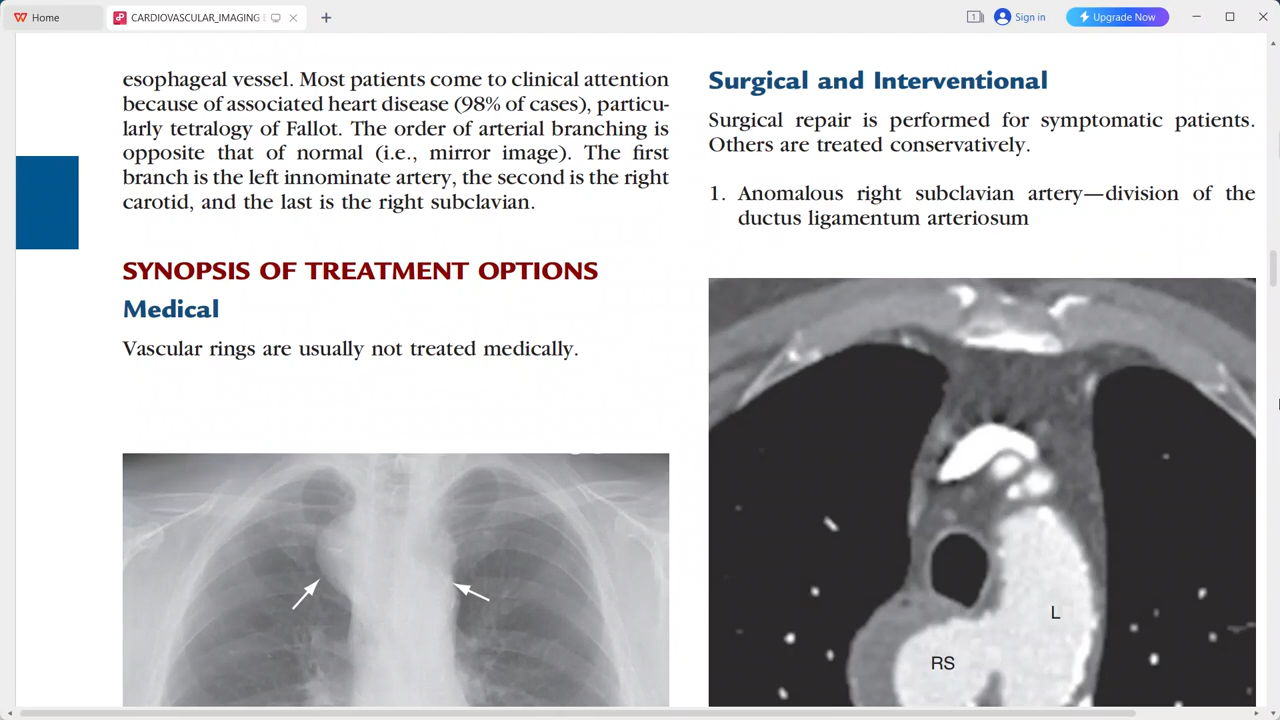 Home
CARDIOVASCULAR_IMAGING
Sign in
Upgrade Now
esophageal vessel. Most patients come to clinical attention
because of associated heart disease (98% of cases), particu-
larly tetralogy of Fallot. The order of arterial branching is
opposite that of normal (i.e., mirror image). The first
branch is the left innominate artery, the second is the right
carotid, and the last is the right subclavian.
SYNOPSIS OF TREATMENT OPTIONS
Medical
Vascular rings are usually not treated medically.
Surgical and Interventional
Surgical repair is performed for symptomatic patients.
Others are treated conservatively.
1. Anomalous right subclavian artery—division of the
ductus ligamentum arteriosum
L
RS